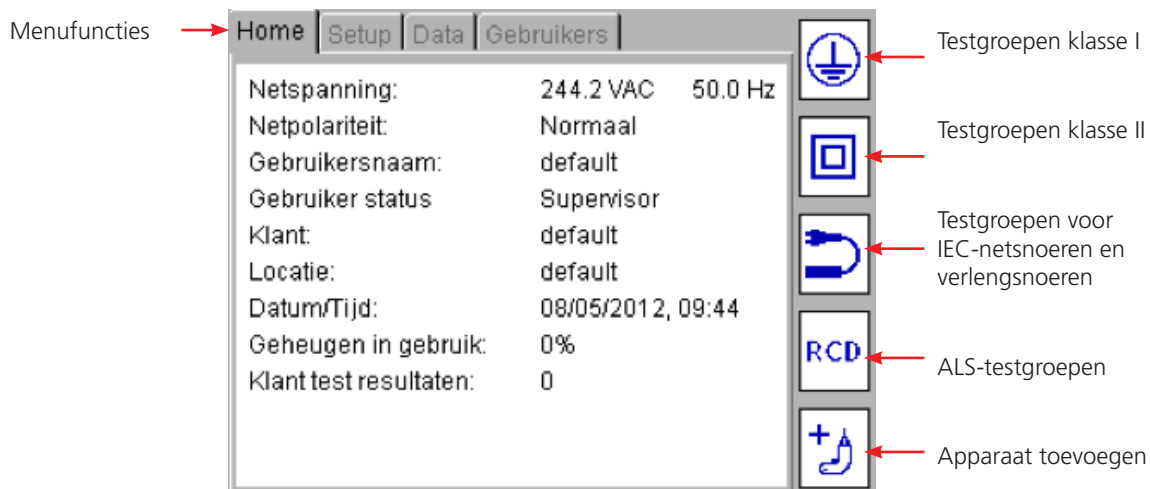 Menufuncties
Home Setup Data Gebruikers
Netspanning: 244.2 VAC 50.0 Hz
Netpolariteit: Normaal
Gebruikersnaam: default
Gebruiker status Supervisor
Klant: default
Locatie: default
Datum/Tijd: 08/05/2012, 09:44
Geheugen in gebruik: 0%
Klant test resultaten: 0
RCD
Testgroepen klasse I
Testgroepen klasse II
Testgroepen voor
IEC-netsnoeren en
verlengsnoeren
ALS-testgroepen
Apparaat toevoegen